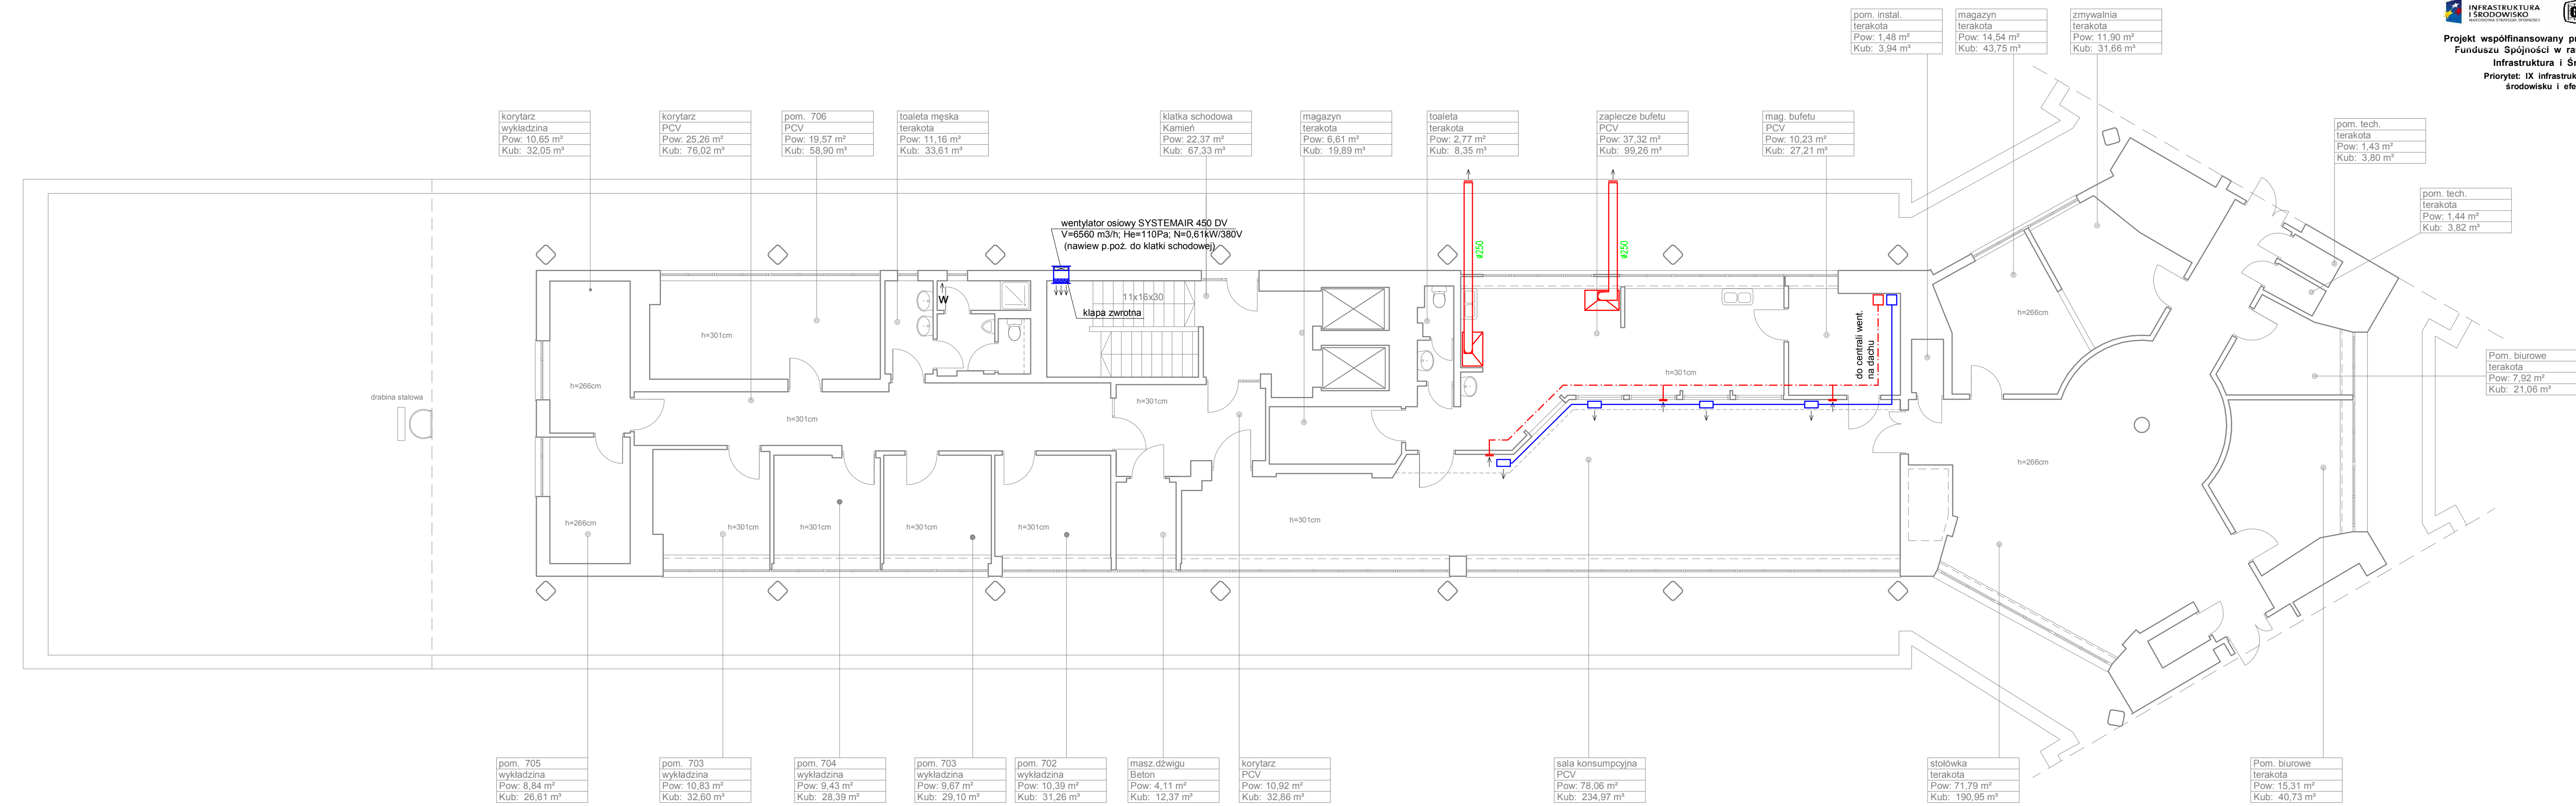 INFRASTRUKTURA
I ŚRODOWISKO
NARODOWA STRATEGIA SPÓJNOŚCI
Projekt współfinansowany
Funduszu Spójności w
Infrastruktura i
Priorytet: IX
środowisku i
pom. instal.
terakota
Pow: 1,48 m²
Kub: 3,94 m³
magazyn
terakota
Pow: 14,54 m²
Kub: 43,75 m³
zmywalnia
terakota
Pow: 11,90 m²
Kub: 31,66 m³
korytarz
wykładzina
Pow: 10,65 m²
Kub: 32,05 m³
korytarz
PCV
Pow: 25,26 m²
Kub: 76,02 m³
pom. 706
PCV
Pow: 19,57 m²
Kub: 58,90 m³
toaleta męska
terakota
Pow: 11,16 m²
Kub: 33,61 m³
klatka schodowa
Kamień
Pow: 22,37 m²
Kub: 67,33 m³
magazyn
terakota
Pow: 6,61 m²
Kub: 19,89 m³
toaleta
terakota
Pow: 2,77 m²
Kub: 8,35 m³
zaplecze bufetu
PCV
Pow: 37,32 m²
Kub: 99,26 m³
mag. bufetu
PCV
Pow: 10,23 m²
Kub: 27,21 m³
pom. tech.
terakota
Pow: 1,43 m²
Kub: 3,80 m³
pom. tech.
terakota
Pow: 1,44 m²
Kub: 3,82 m³
wentylator osiowy SYSTEMAIR 450 DV
V=6560 m3/h; He=110Pa; N=0,61kW/380V
(nawiew p.poż. do klatki schodowej)
ø250
ø250
W
11x16x30
klapa zwrotna
h=301cm
h=266cm
do centrali went.
na dachu
h=266cm
Pom. biurowe
terakota
Pow: 7,92 m²
Kub: 21,06 m³
drabina stalowa
h=301cm
h=301cm
h=301cm
h=266cm
h=266cm
h=301cm
h=301cm
h=301cm
h=301cm
h=301cm
pom. 705
wykładzina
Pow: 8,84 m²
Kub: 26,61 m³
pom. 703
wykładzina
Pow: 10,83 m²
Kub: 32,60 m³
pom. 704
wykładzina
Pow: 9,43 m²
Kub: 28,39 m³
pom. 703
wykładzina
Pow: 9,67 m²
Kub: 29,10 m³
pom. 702
wykładzina
Pow: 10,39 m²
Kub: 31,26 m³
masz.dźwigu
Beton
Pow: 4,11 m²
Kub: 12,37 m³
korytarz
PCV
Pow: 10,92 m²
Kub: 32,86 m³
sala konsumpcyjna
PCV
Pow: 78,06 m²
Kub: 234,97 m³
stołówka
terakota
Pow: 71,79 m²
Kub: 190,95 m³
Pom. biurowe
terakota
Pow: 15,31 m²
Kub: 40,73 m³